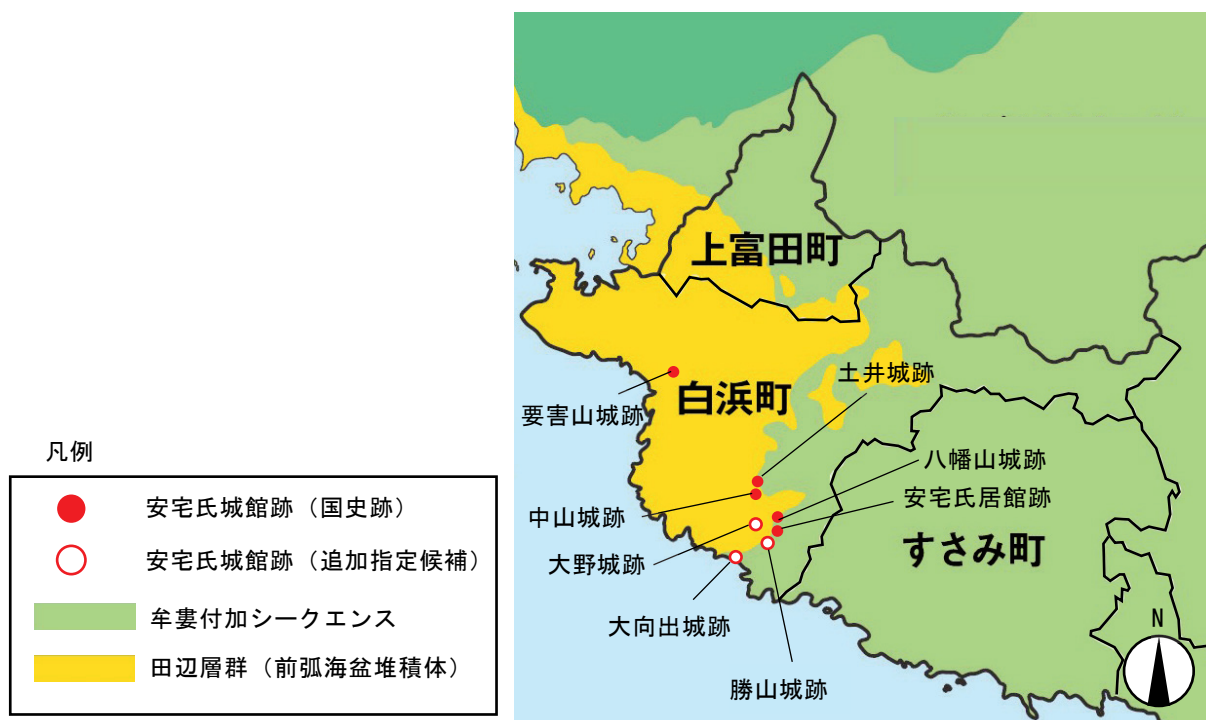 凡例
安宅氏城館跡（国史跡）
安宅氏城館跡（追加指定候補）
牟婁付加シークエンス
田辺層群（前弧海盆堆積体）
上富田町
白浜町
土井城跡
要害山城跡
八幡山城跡
中山城跡
安宅氏居館跡
大野城跡
すさみ町
大向出城跡
勝山城跡
N